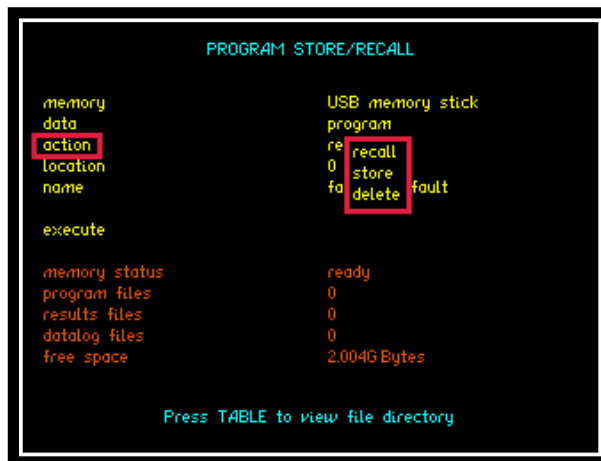 PROGRAM STORE/RECALL
memory USB memory stick
data program
action re recall
location 0 store
name fa delete fault
execute
memory status ready
program files 0
results files 0
datalog files 0
free space 2.004G Bytes
Press TABLE to view file directory